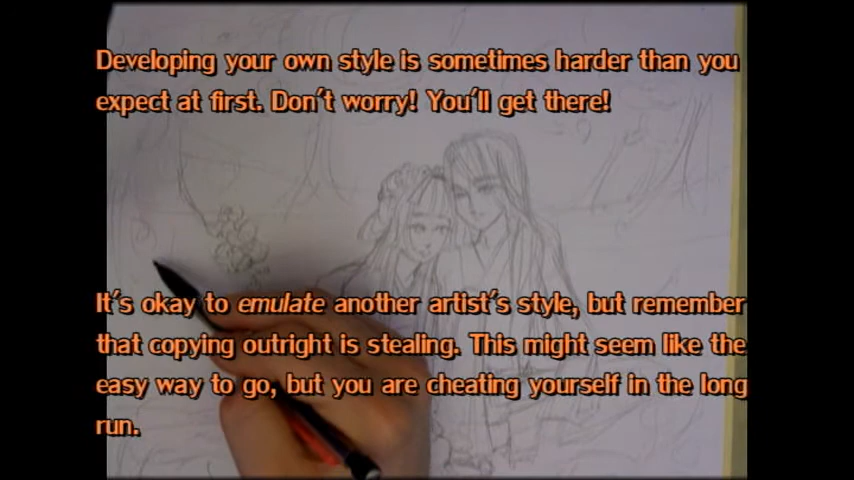 Developing your own style is sometimes harder than you
expect at first. Don't worry! You'll get there!
It's okay to emulate another artist's style, but remember
that copying outright is stealing. This might seem like the
easy way to go, but you are cheating yourself in the long
run.